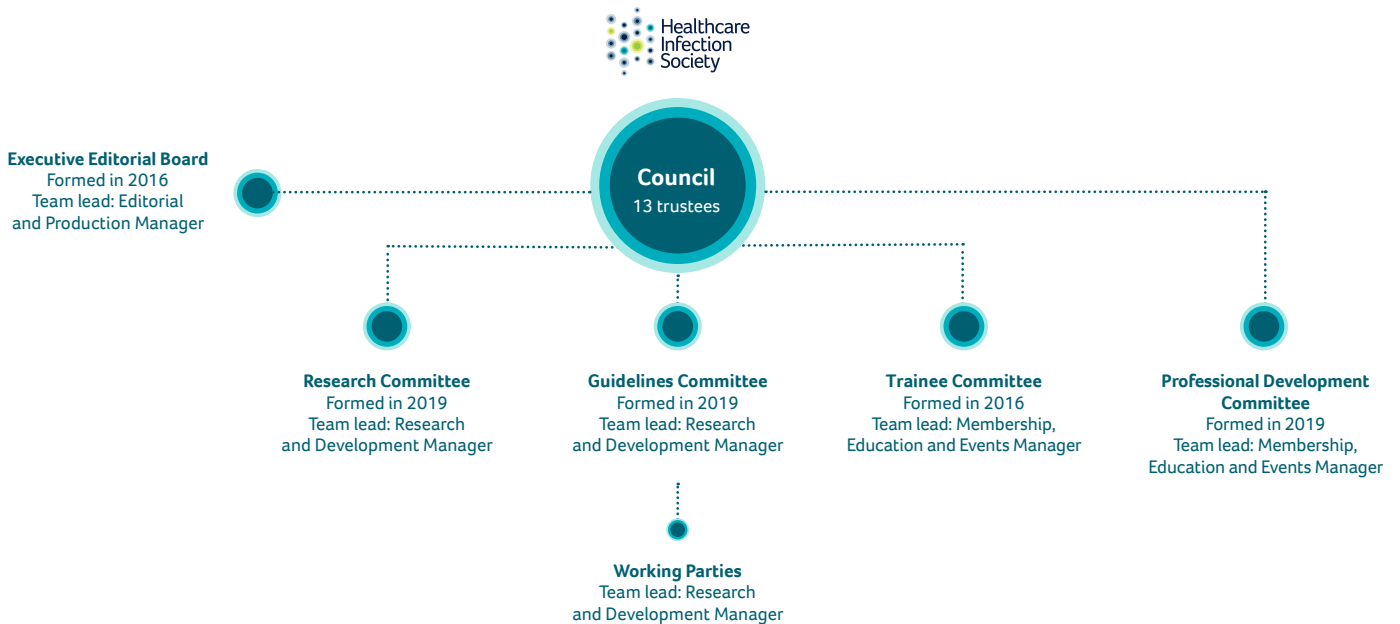 Healthcare
Infection
Society
Council
13 trustees
Executive Editorial Board
Formed in 2016
Team lead: Editorial
and Production Manager
Research Committee
Formed in 2019
Team lead: Research
and Development Manager
Guidelines Committee
Formed in 2019
Team lead: Research
and Development Manager
Trainee Committee
Formed in 2016
Team lead: Membership,
Education and Events Manager
Professional Development
Committee
Formed in 2019
Team lead: Membership,
Education and Events Manager
Working Parties
Team lead: Research
and Development Manager